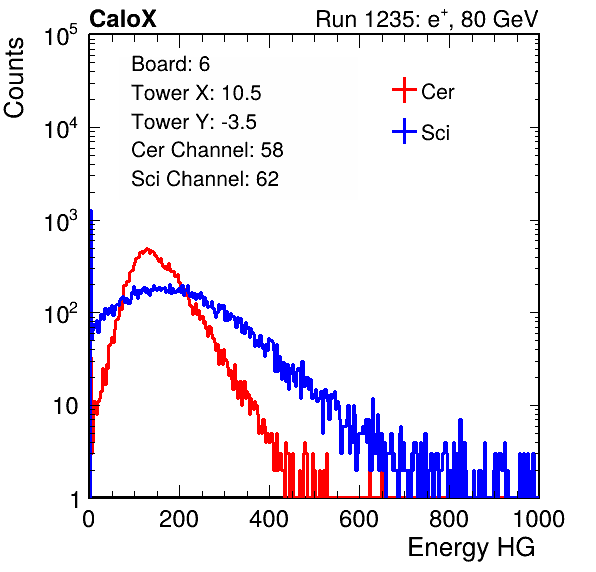 CaloX Run 1235: e⁺, 80 GeV
Counts
Board: 6
Tower X: 10.5
Tower Y: -3.5
Cer Channel: 58
Sci Channel: 62
Cer
Sci
10⁵
10⁴
10³
10²
10
1
0 200 400 600 800 1000
Energy HG